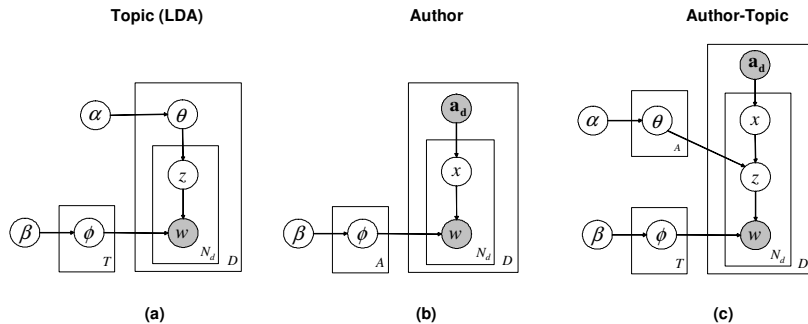 Topic (LDA)
α θ
z
β φ w
T N_d D
(a)
Author
a_d
x
β φ w
A N_d D
(b)
Author-Topic
a_d
α θ x
A
z
β φ w
T N_d D
(c)